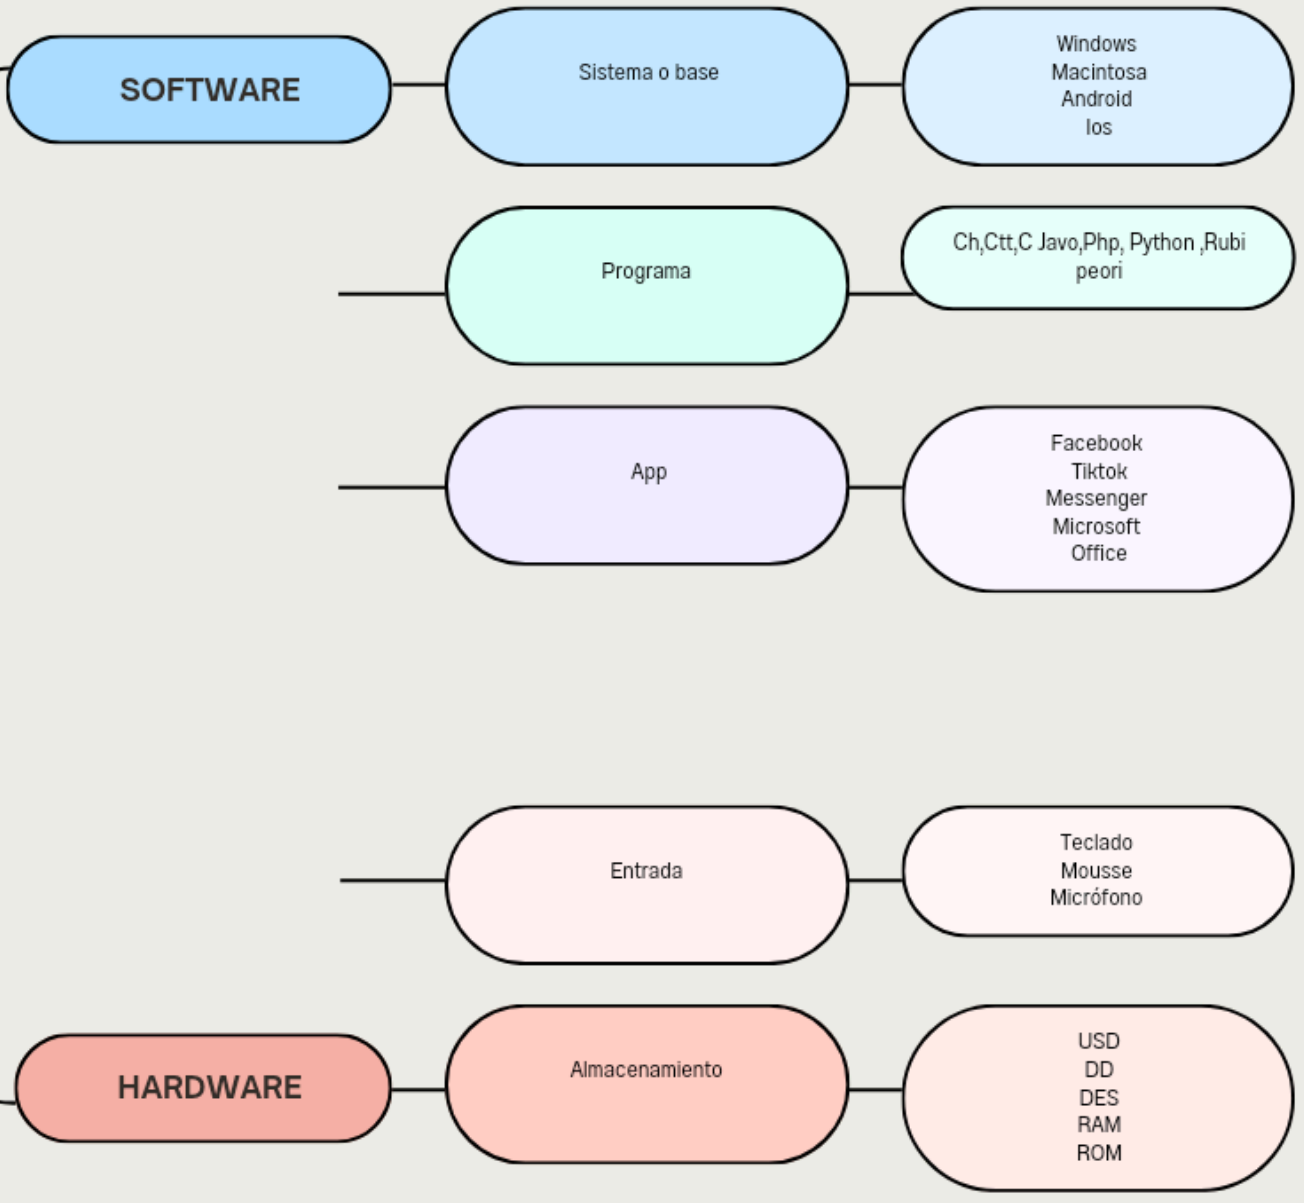 SOFTWARE
Sistema o base
Windows
Macintosa
Android
Ios
Programa
Ch,Ctt,C Javo,Php, Python ,Rubi
peori
App
Facebook
Tiktok
Messenger
Microsoft
Office
Entrada
Teclado
Mousse
Micrófono
HARDWARE
Almacenamiento
USD
DD
DES
RAM
ROM